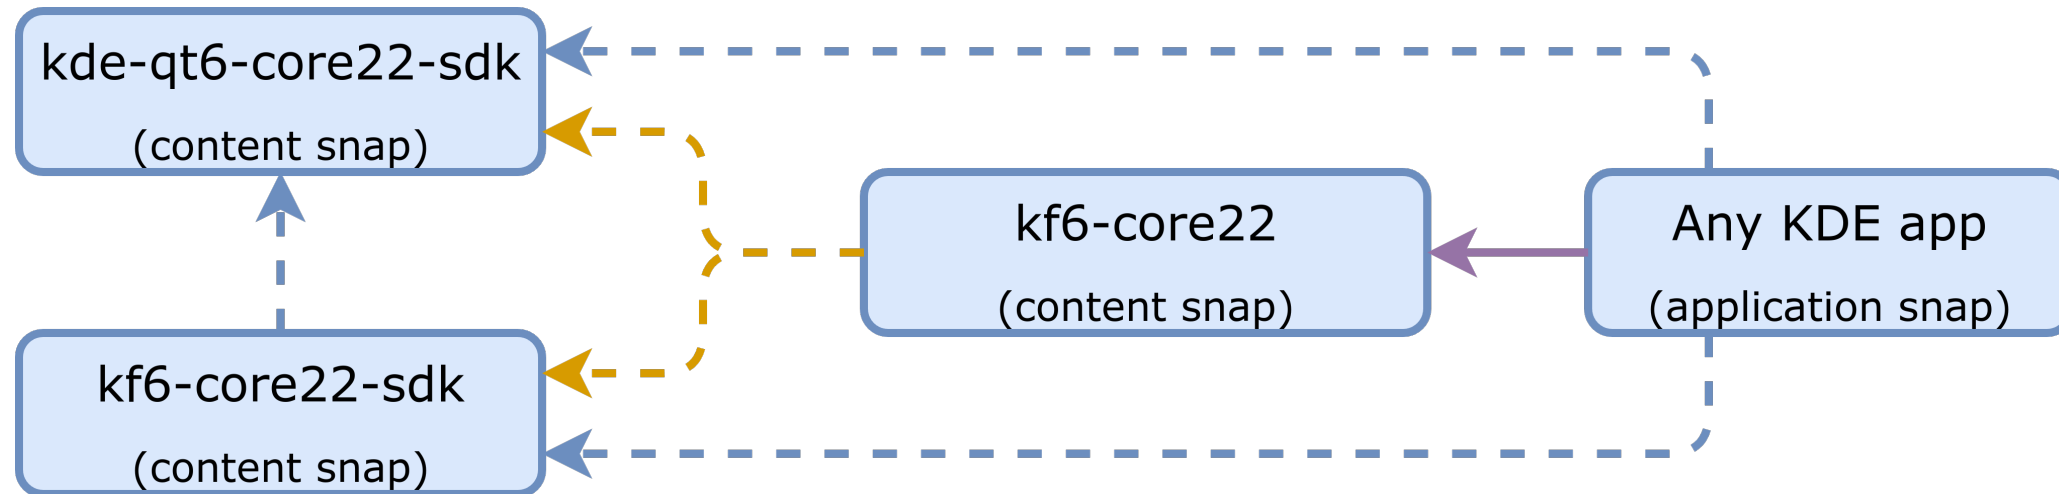 kde-qt6-core22-sdk
(content snap)
kf6-core22
(content snap)
Any KDE app
(application snap)
kf6-core22-sdk
(content snap)